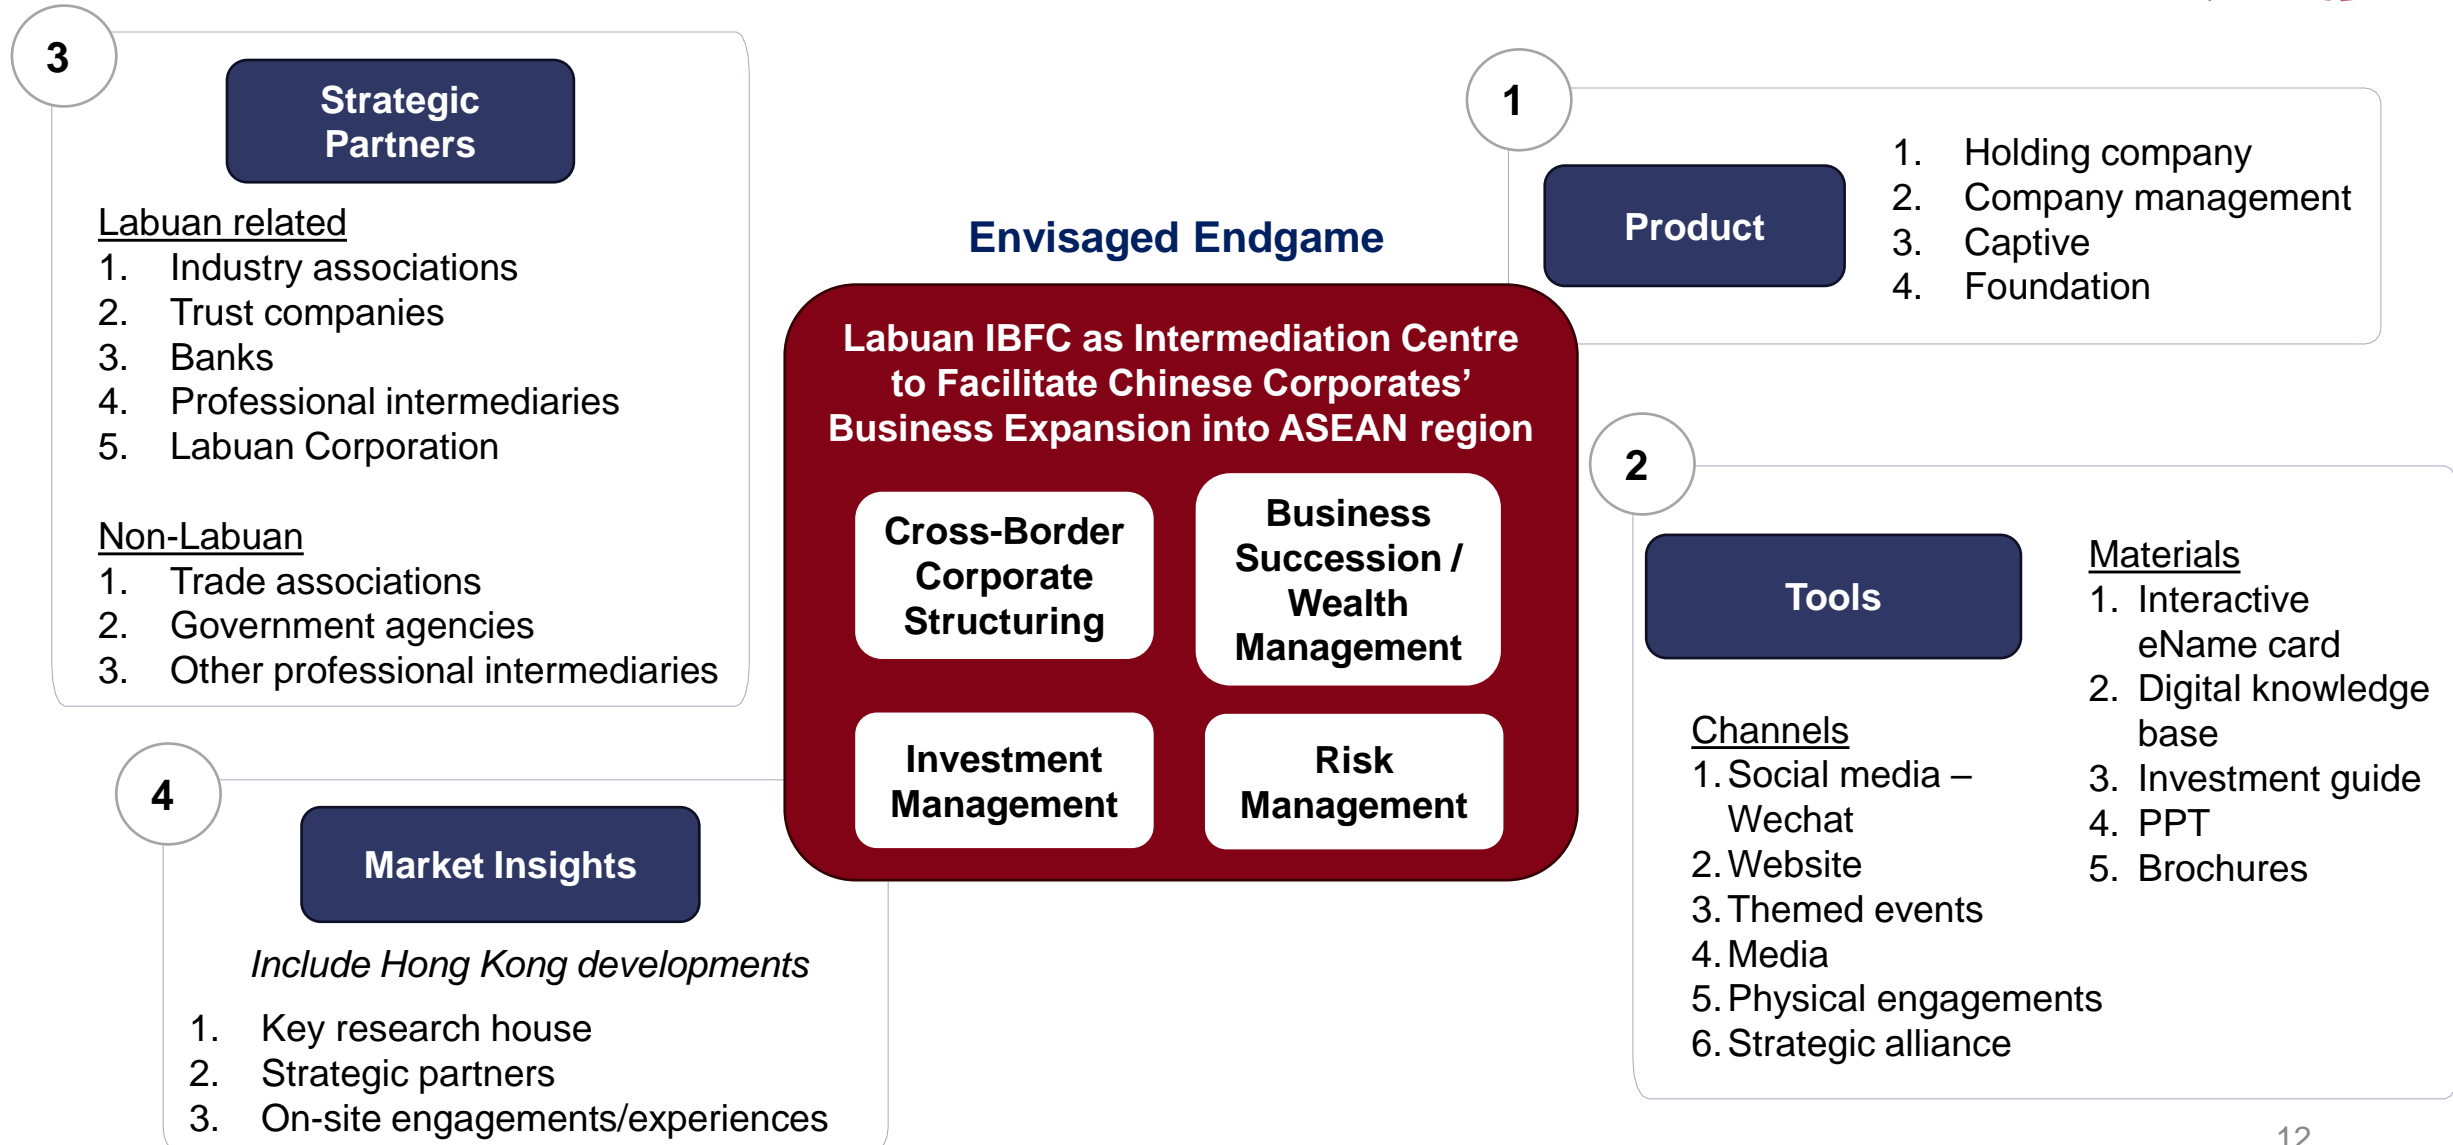 3
Strategic
Partners
Labuan related
1. Industry associations
2. Trust companies
3. Banks
4. Professional intermediaries
5. Labuan Corporation
Non-Labuan
1. Trade associations
2. Government agencies
3. Other professional intermediaries
Envisaged Endgame
Labuan IBFC as Intermediation Centre
to Facilitate Chinese Corporates’
Business Expansion into ASEAN region
Cross-Border
Corporate
Structuring
Business
Succession /
Wealth
Management
Investment
Management
Risk
Management
1
Product
1. Holding company
2. Company management
3. Captive
4. Foundation
2
Tools
Channels
1. Social media –
Wechat
2. Website
3. Themed events
4. Media
5. Physical engagements
6. Strategic alliance
Materials
1. Interactive
eName card
2. Digital knowledge
base
3. Investment guide
4. PPT
5. Brochures
4
Market Insights
Include Hong Kong developments
1. Key research house
2. Strategic partners
3. On-site engagements/experiences
12